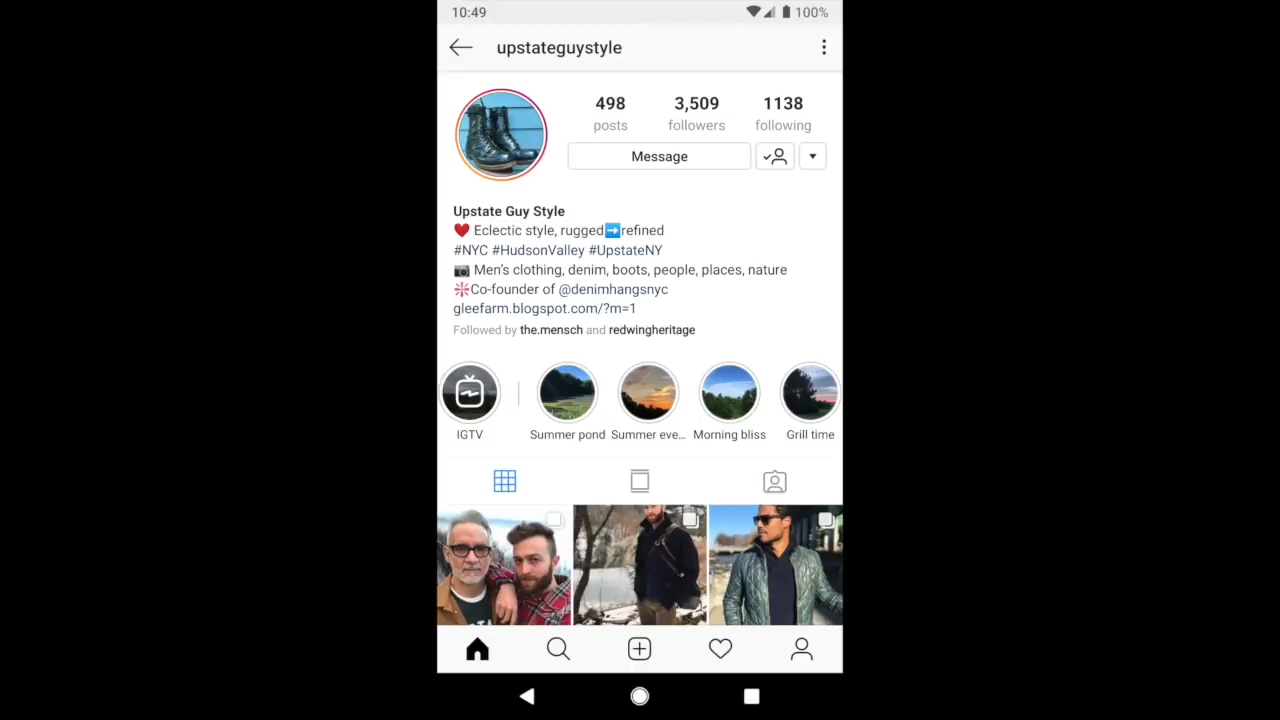 10:49
100%
upstateguystyle
498
3,509
1138
posts
followers
following
Message
Upstate Guy Style
❤️ Eclectic style, rugged➡️refined
#NYC #HudsonValley #UpstateNY
📷 Men's clothing, denim, boots, people, places, nature
Co-founder of @denimhangsnyc
gleefarm.blogspot.com/?m=1
Followed by the.mensch and redwingheritage
IGTV
Summer pond
Summer eve...
Morning bliss
Grill time